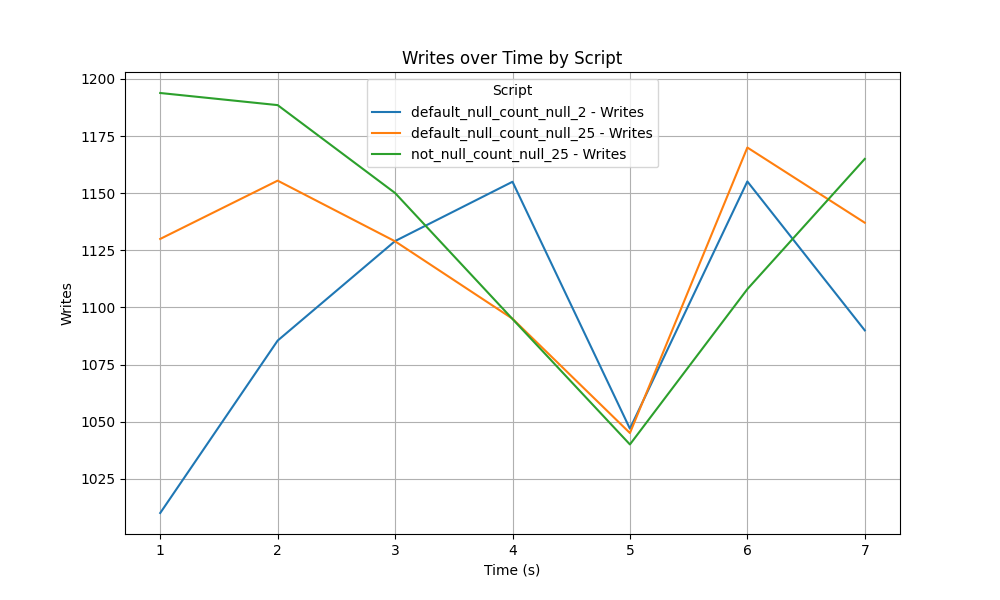 Writes over Time by Script
1200
1175
1150
1125
1100
1075
1050
1025
Writes
Script
default_null_count_null_2 - Writes
default_null_count_null_25 - Writes
not_null_count_null_25 - Writes
1 2 3 4 5 6 7
Time (s)